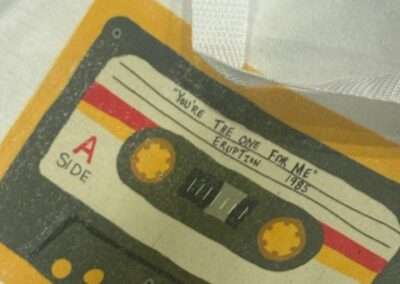 "YOU'RE THE ONE FOR ME"
ERUPTION 1983
A
SIDE